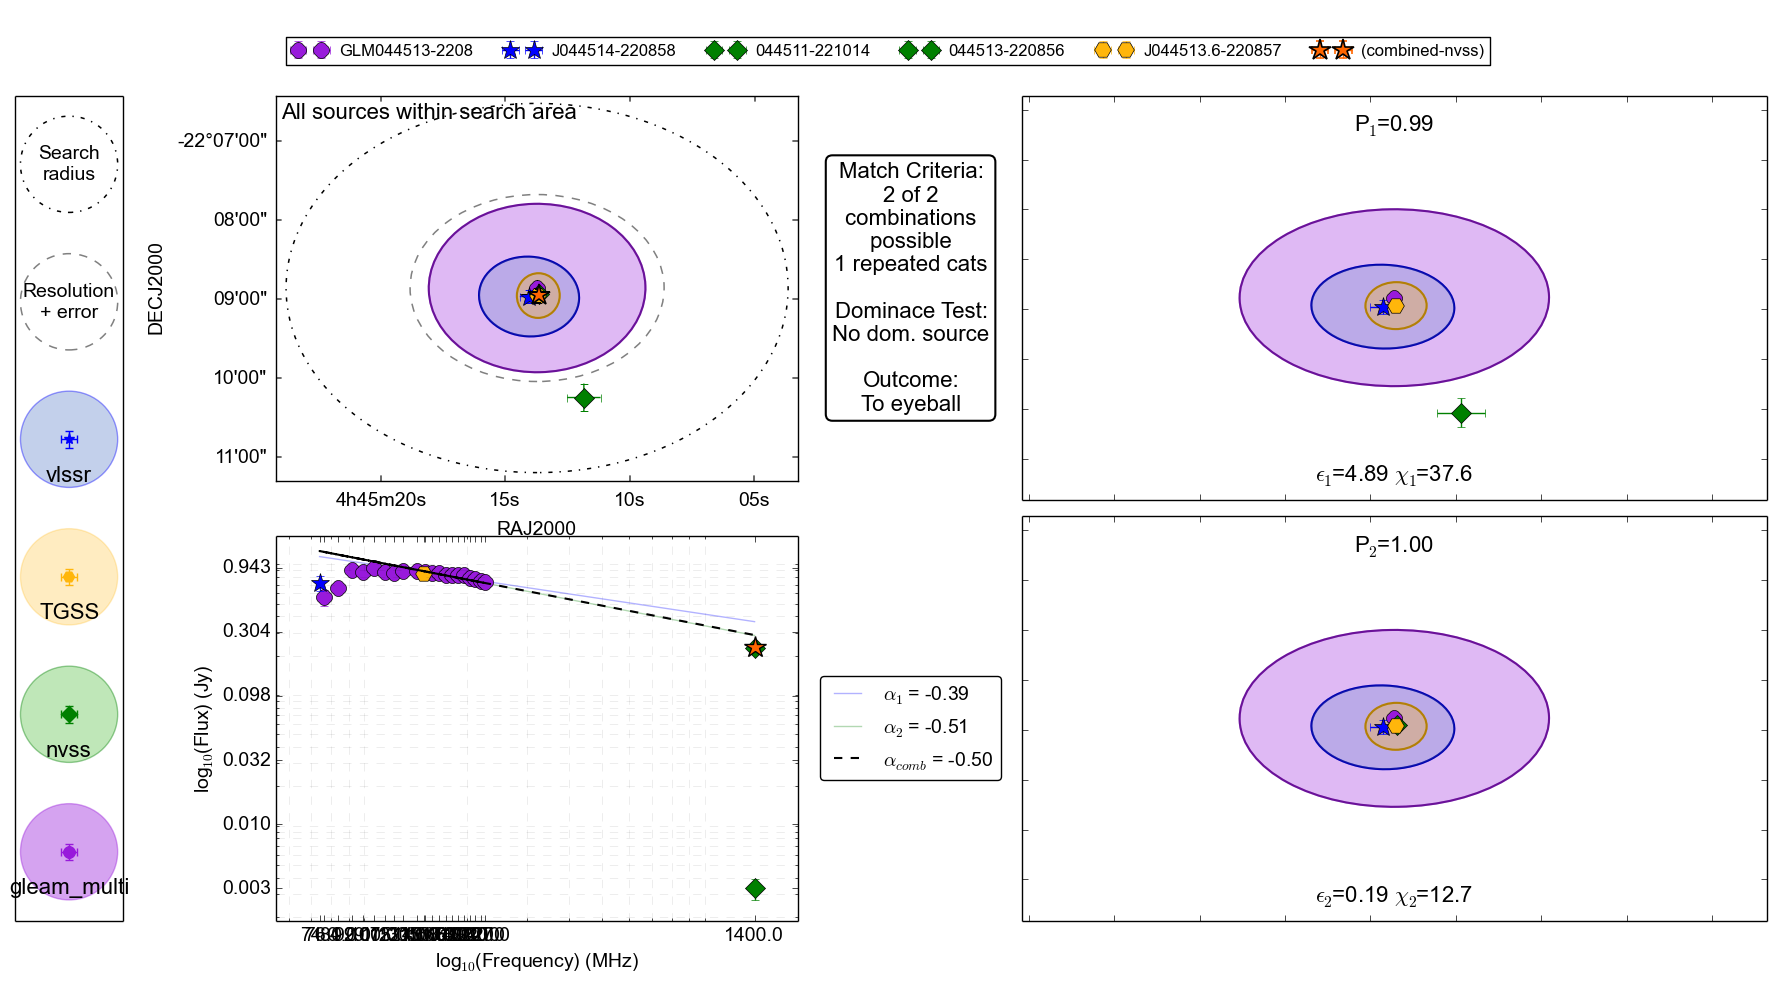 GLM044513-2208 J044514-220858 044511-221014 044513-220856 J044513.6-220857 (combined-nvss)
Search
radius
Resolution
+ error
vlssr
TGSS
nvss
gleam_multi
All sources within search area
-22°07'00"
08'00"
09'00"
10'00"
11'00"
DECJ2000
4h45m20s 15s 10s 05s
RAJ2000
Match Criteria:
2 of 2
combinations
possible
1 repeated cats
Dominace Test:
No dom. source
Outcome:
To eyeball
P1=0.99
ϵ1=4.89 χ1=37.6
P2=1.00
ϵ2=0.19 χ2=12.7
0.943
0.304
0.098
0.032
0.010
0.003
log10(Flux) (Jy)
1400.0
log10(Frequency) (MHz)
α1 = -0.39
α2 = -0.51
αcomb = -0.50